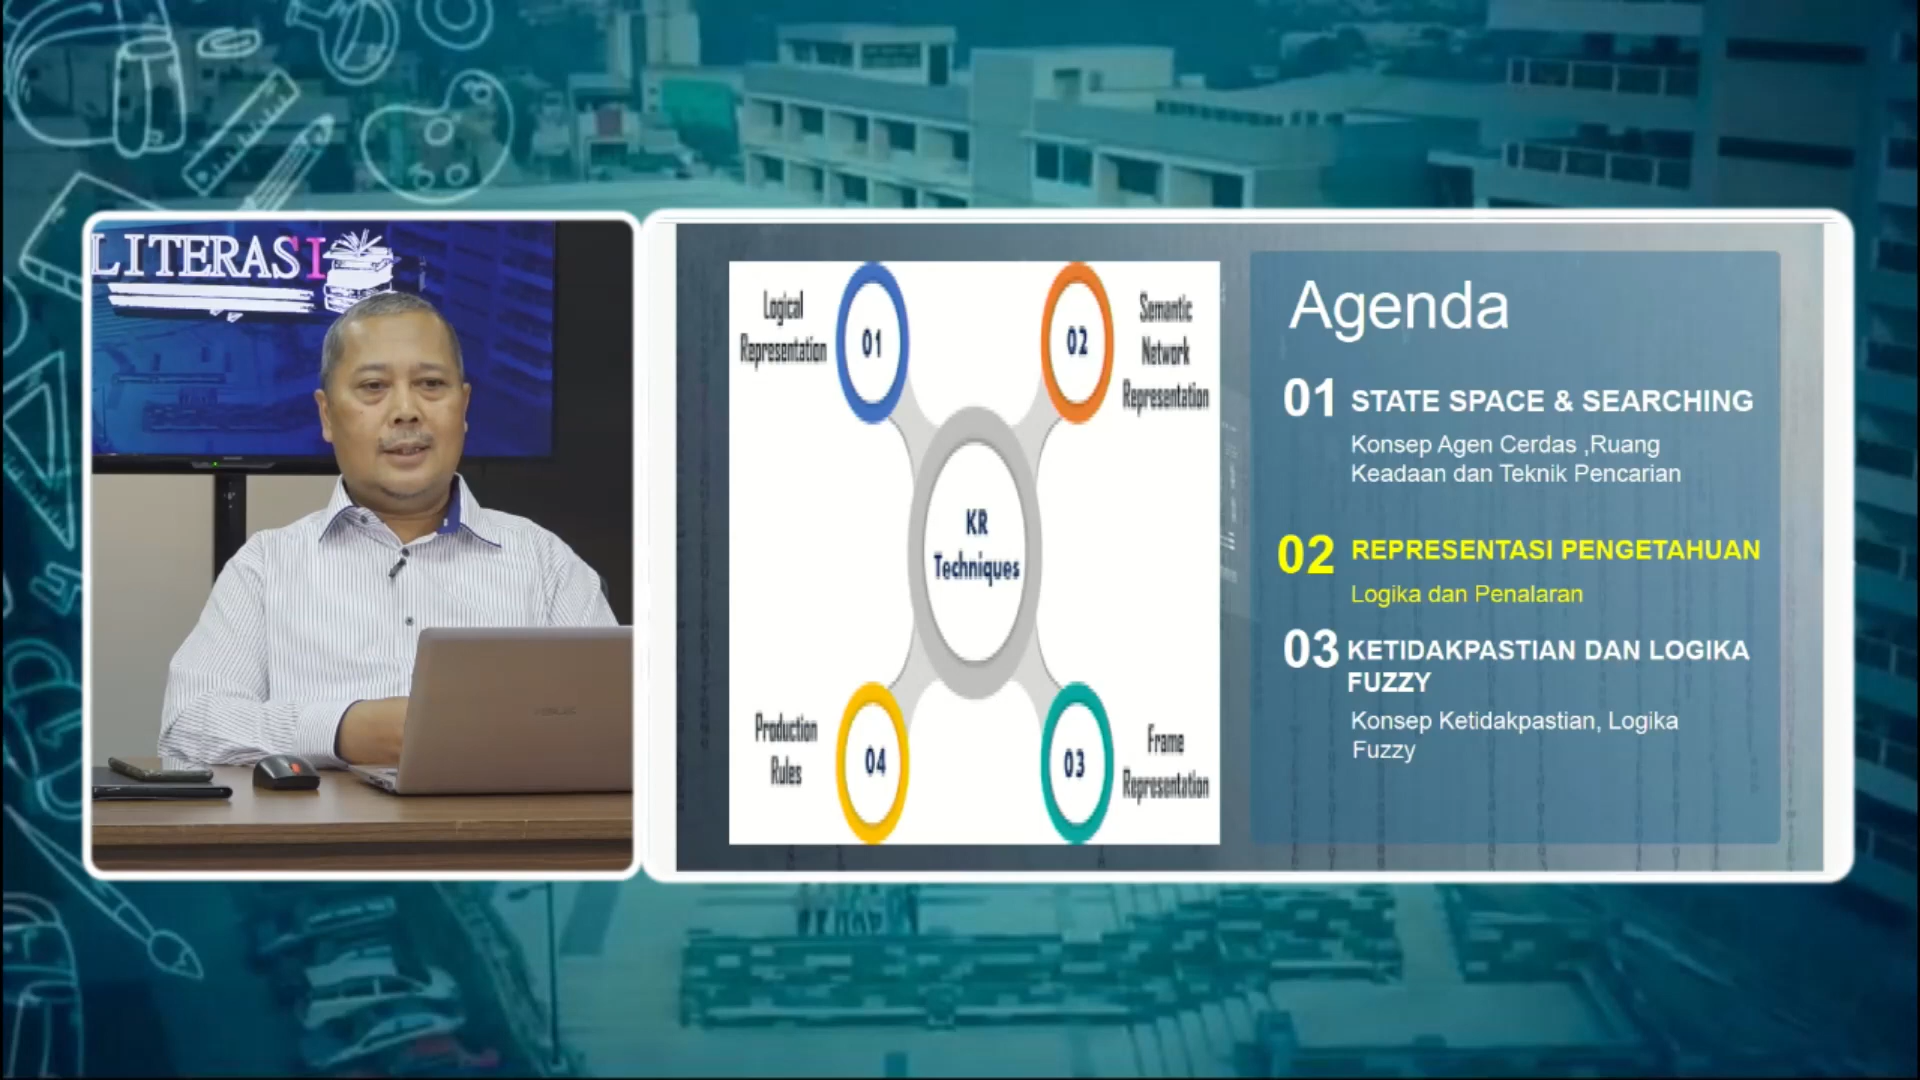 LITERASI
Logical
Representation
01
02
Semantic
Network
Representation
KR
Techniques
Production
Rules
04
03
Frame
Representation
Agenda
01 STATE SPACE & SEARCHING
Konsep Agen Cerdas ,Ruang
Keadaan dan Teknik Pencarian
02 REPRESENTASI PENGETAHUAN
Logika dan Penalaran
03 KETIDAKPASTIAN DAN LOGIKA
FUZZY
Konsep Ketidakpastian, Logika
Fuzzy